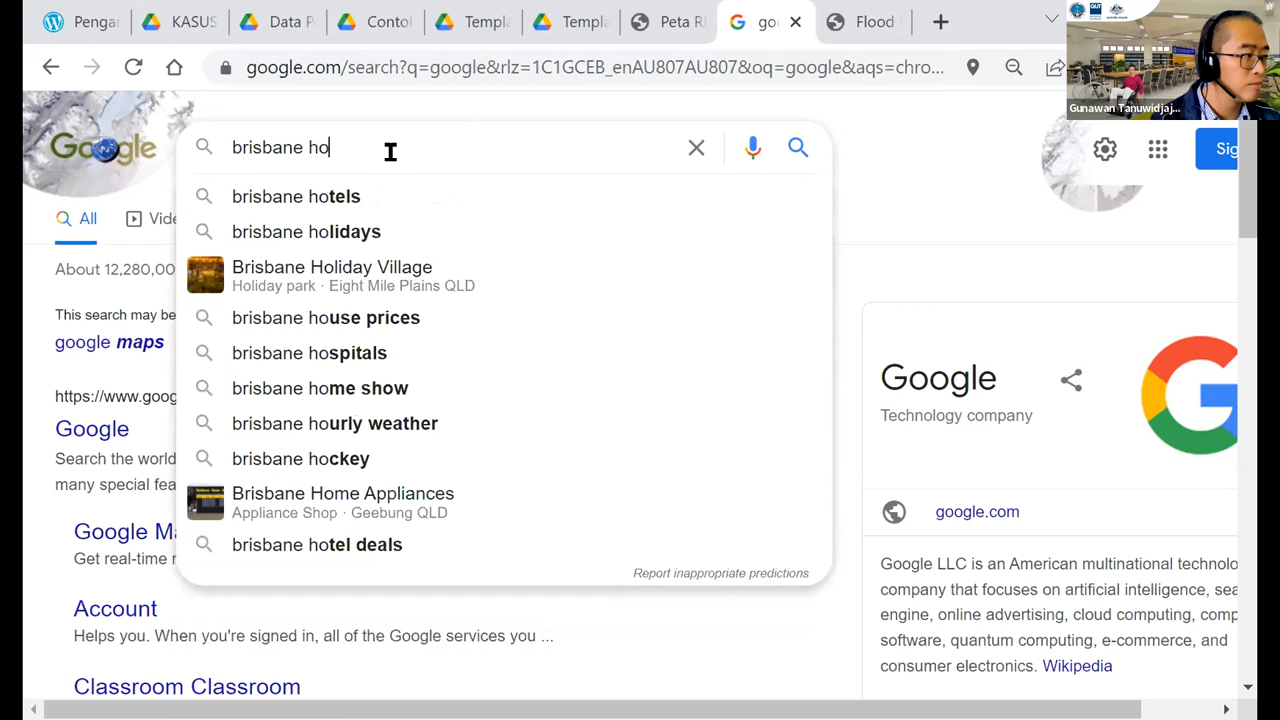 Pengar
KASUS
Data P
Conto
Templa
Templa
Peta RU
goo
Flood
google.com/search?q=google&rlz=1C1GCEB_enAU807AU807&oq=google&aqs=chro...
Gunawan Tanuwidjaj...
Google
brisbane ho
Sig
All
Vide
brisbane hotels
brisbane holidays
About 12,280,00
Brisbane Holiday Village
Holiday park · Eight Mile Plains QLD
This search may be
google maps
brisbane house prices
brisbane hospitals
brisbane home show
https://www.goog
Google
brisbane hourly weather
Search the world
many special fea
brisbane hockey
Brisbane Home Appliances
Appliance Shop · Geebung QLD
Google Ma
Get real-time
brisbane hotel deals
Report inappropriate predictions
Account
Helps you. When you're signed in, all of the Google services you ...
Classroom Classroom
Google
Technology company
google.com
Google LLC is an American multinational technolo
company that focuses on artificial intelligence, sea
engine, online advertising, cloud computing, comp
software, quantum computing, e-commerce, and
consumer electronics. Wikipedia